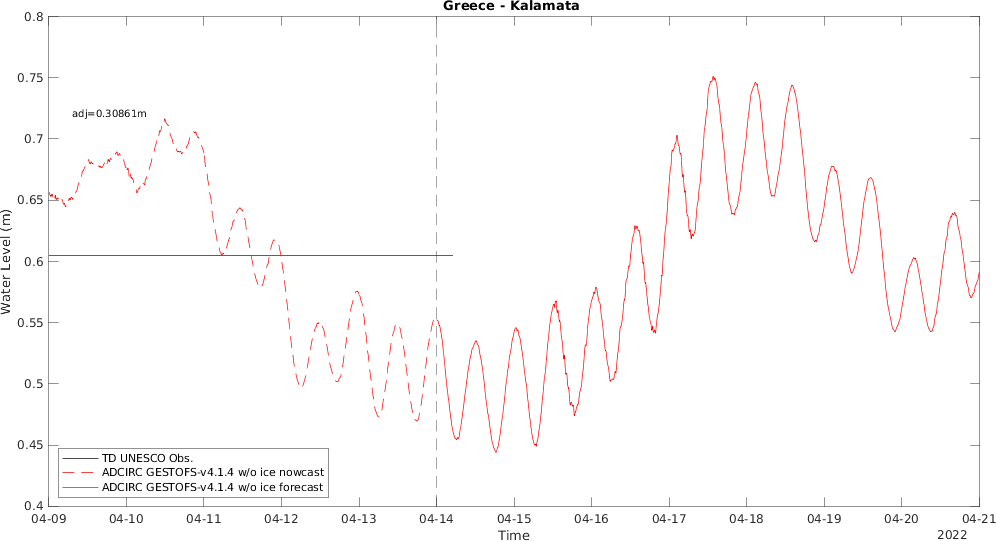 Greece - Kalamata
0.8
0.75
0.7
0.65
0.6
0.55
0.5
0.45
0.4
Water Level (m)
adj=0.30861m
TD UNESCO Obs.
ADCIRC GESTOFS-v4.1.4 w/o ice nowcast
ADCIRC GESTOFS-v4.1.4 w/o ice forecast
04-09 04-10 04-11 04-12 04-13 04-14 04-15 04-16 04-17 04-18 04-19 04-20 04-21
Time
2022